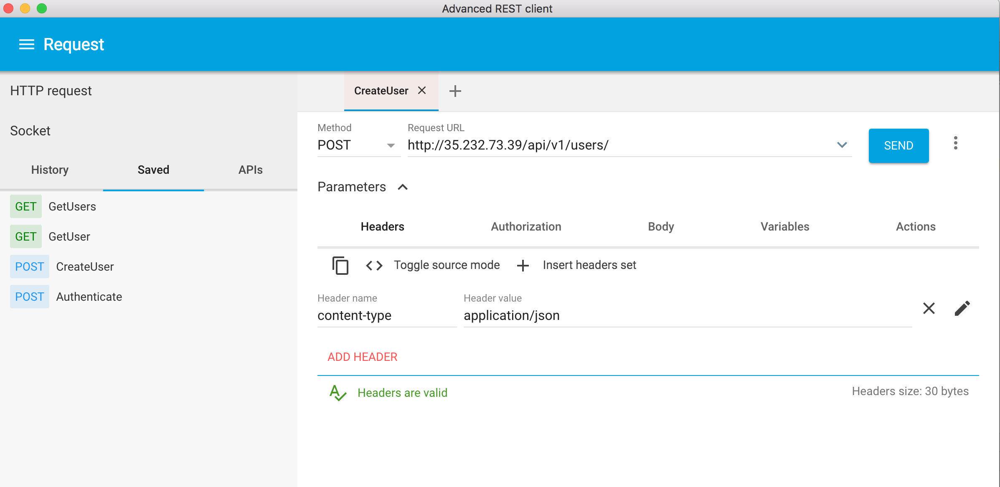 Advanced REST client
Request
HTTP request
Socket
History Saved APIs
GET GetUsers
GET GetUser
POST CreateUser
POST Authenticate
CreateUser
Method Request URL
POST http://35.232.73.39/api/v1/users/
SEND
Parameters
Headers Authorization Body Variables Actions
Toggle source mode Insert headers set
Header name Header value
content-type application/json
ADD HEADER
Headers are valid Headers size: 30 bytes